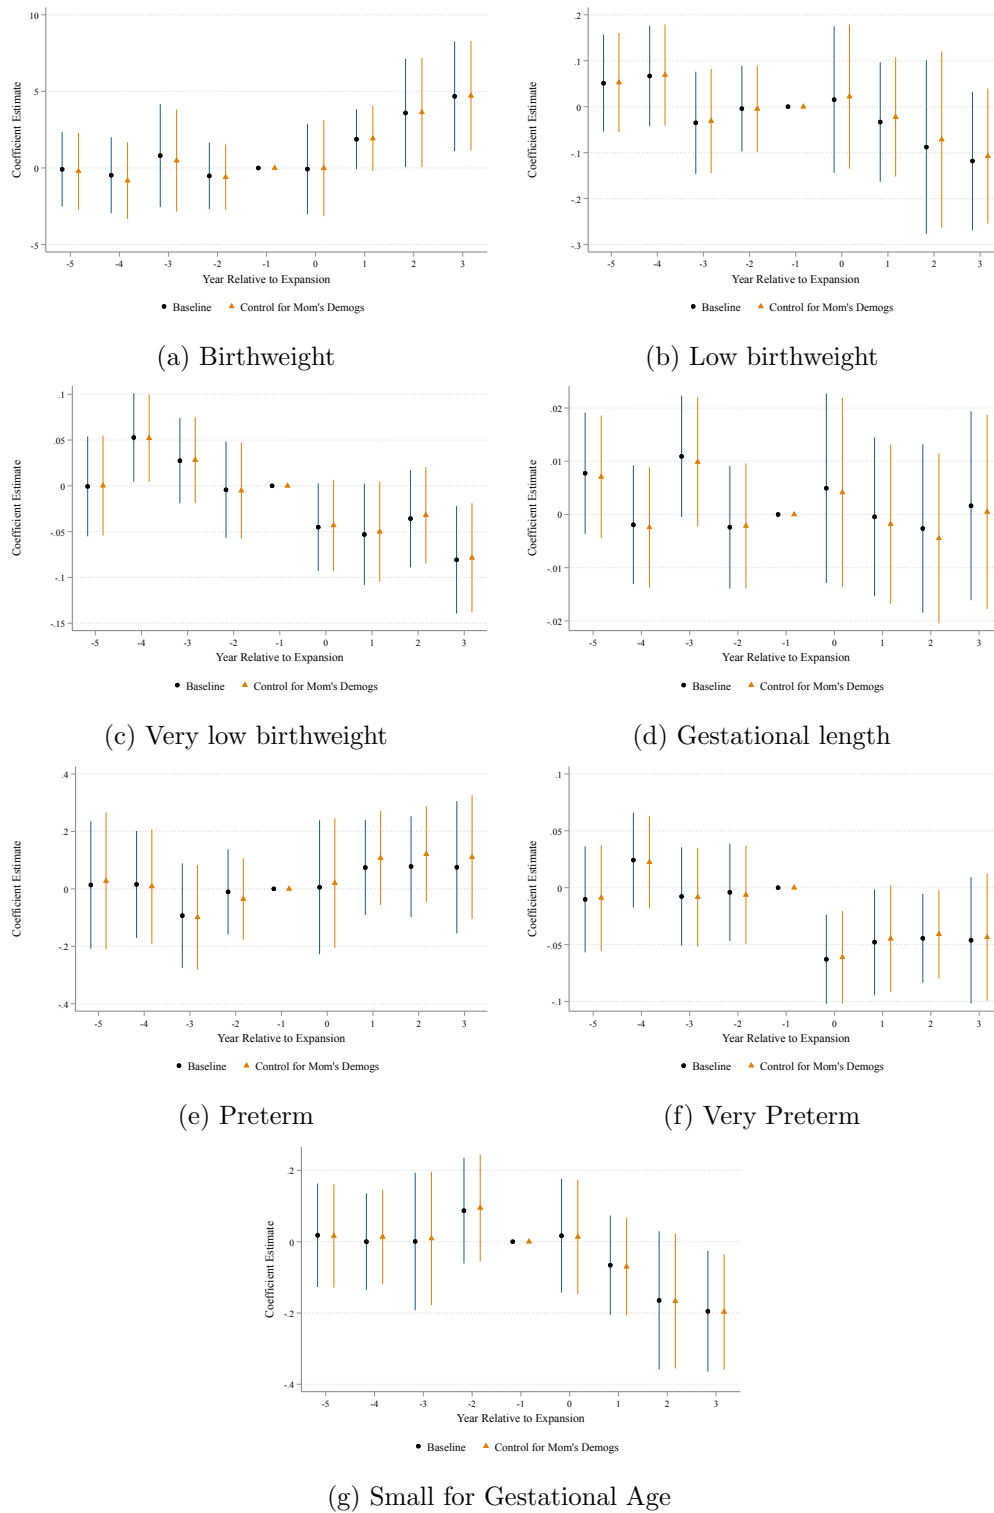 10
5
0
-5
Coefficient Estimate
-5 -4 -3 -2 -1 0 1 2 3
Year Relative to Expansion
Baseline Control for Mom's Demogs
(a) Birthweight
.2
.1
0
-.1
-.2
-.3
Coefficient Estimate
-5 -4 -3 -2 -1 0 1 2 3
Year Relative to Expansion
Baseline Control for Mom's Demogs
(b) Low birthweight
.1
.05
0
-.05
-.1
-.15
Coefficient Estimate
-5 -4 -3 -2 -1 0 1 2 3
Year Relative to Expansion
Baseline Control for Mom's Demogs
(c) Very low birthweight
.02
.01
0
-.01
-.02
Coefficient Estimate
-5 -4 -3 -2 -1 0 1 2 3
Year Relative to Expansion
Baseline Control for Mom's Demogs
(d) Gestational length
.4
.2
0
-.2
-.4
Coefficient Estimate
-5 -4 -3 -2 -1 0 1 2 3
Year Relative to Expansion
Baseline Control for Mom's Demogs
(e) Preterm
.1
.05
0
-.05
-.1
Coefficient Estimate
-5 -4 -3 -2 -1 0 1 2 3
Year Relative to Expansion
Baseline Control for Mom's Demogs
(f) Very Preterm
.2
0
-.2
-.4
Coefficient Estimate
-5 -4 -3 -2 -1 0 1 2 3
Year Relative to Expansion
Baseline Control for Mom's Demogs
(g) Small for Gestational Age